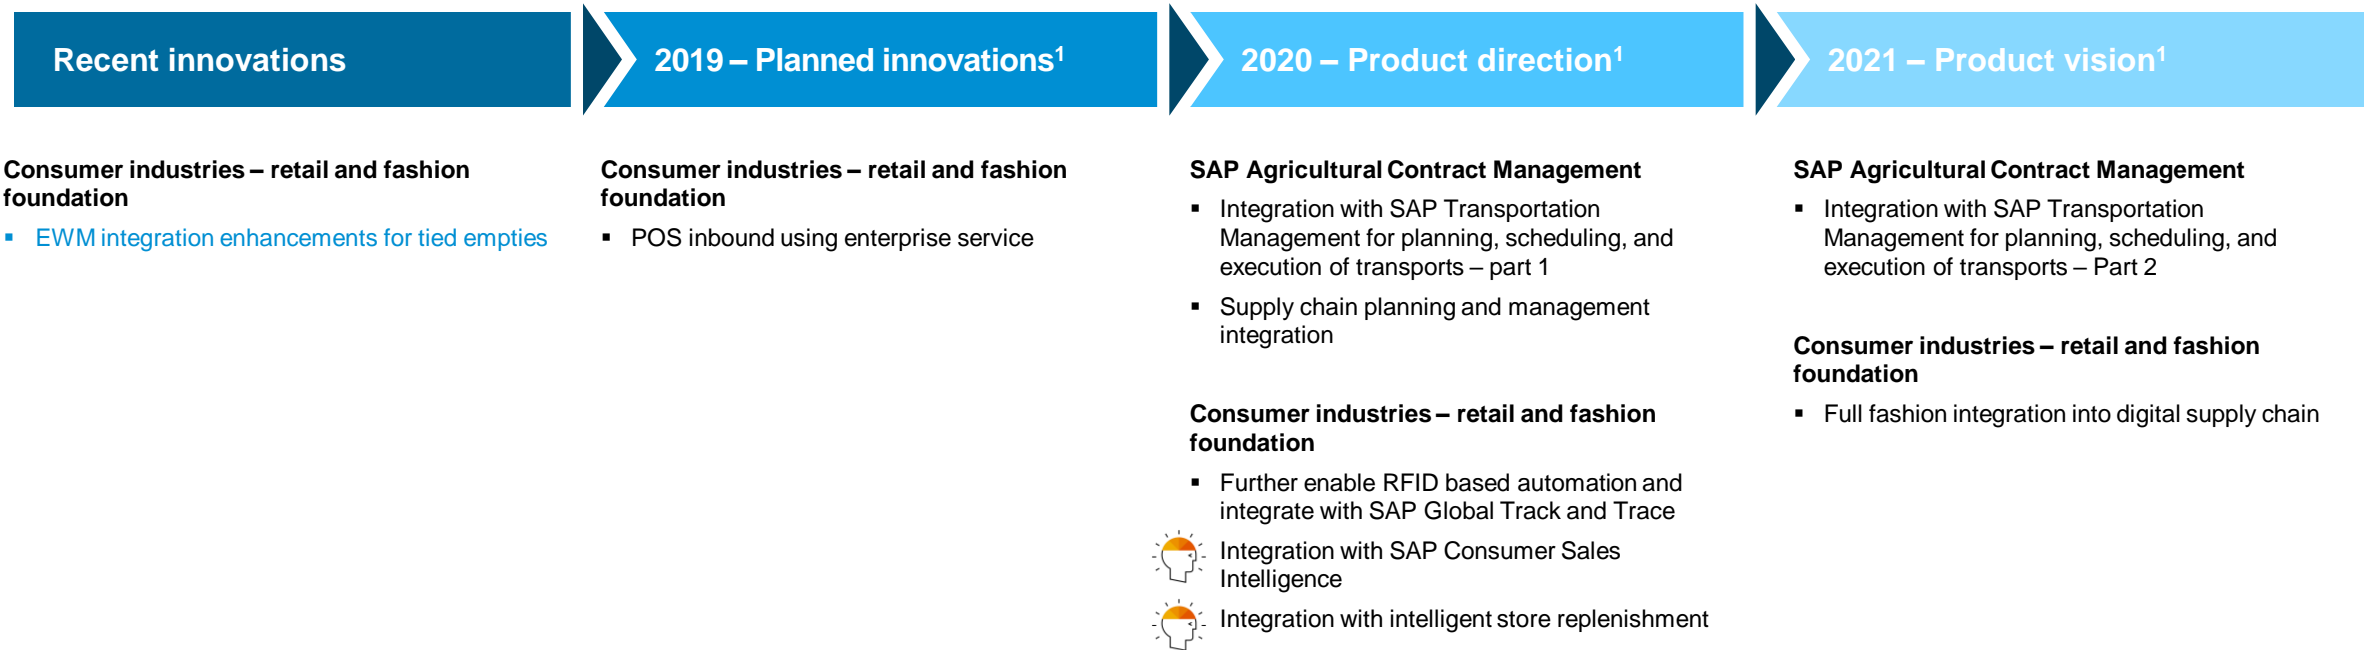 Recent innovations
2019 – Planned innovations¹
2020 – Product direction¹
2021 – Product vision¹
Consumer industries – retail and fashion
foundation
▪ EWM integration enhancements for tied empties
Consumer industries – retail and fashion
foundation
▪ POS inbound using enterprise service
SAP Agricultural Contract Management
▪ Integration with SAP Transportation
Management for planning, scheduling, and
execution of transports – part 1
▪ Supply chain planning and management
integration
Consumer industries – retail and fashion
foundation
▪ Further enable RFID based automation and
integrate with SAP Global Track and Trace
Integration with SAP Consumer Sales
Intelligence
Integration with intelligent store replenishment
SAP Agricultural Contract Management
▪ Integration with SAP Transportation
Management for planning, scheduling, and
execution of transports – Part 2
Consumer industries – retail and fashion
foundation
▪ Full fashion integration into digital supply chain